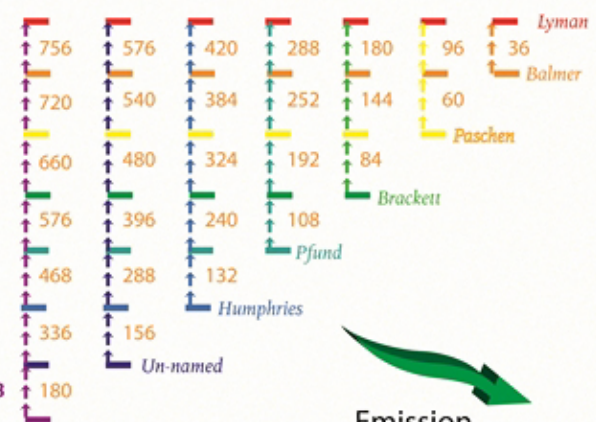 Lyman
756 576 420 288 180 96 36
Balmer
720 540 384 252 144 60
Paschen
660 480 324 192 84
Brackett
576 396 240 108
Pfund
468 288 132
Humphries
336 156
Un-named
180
Emission